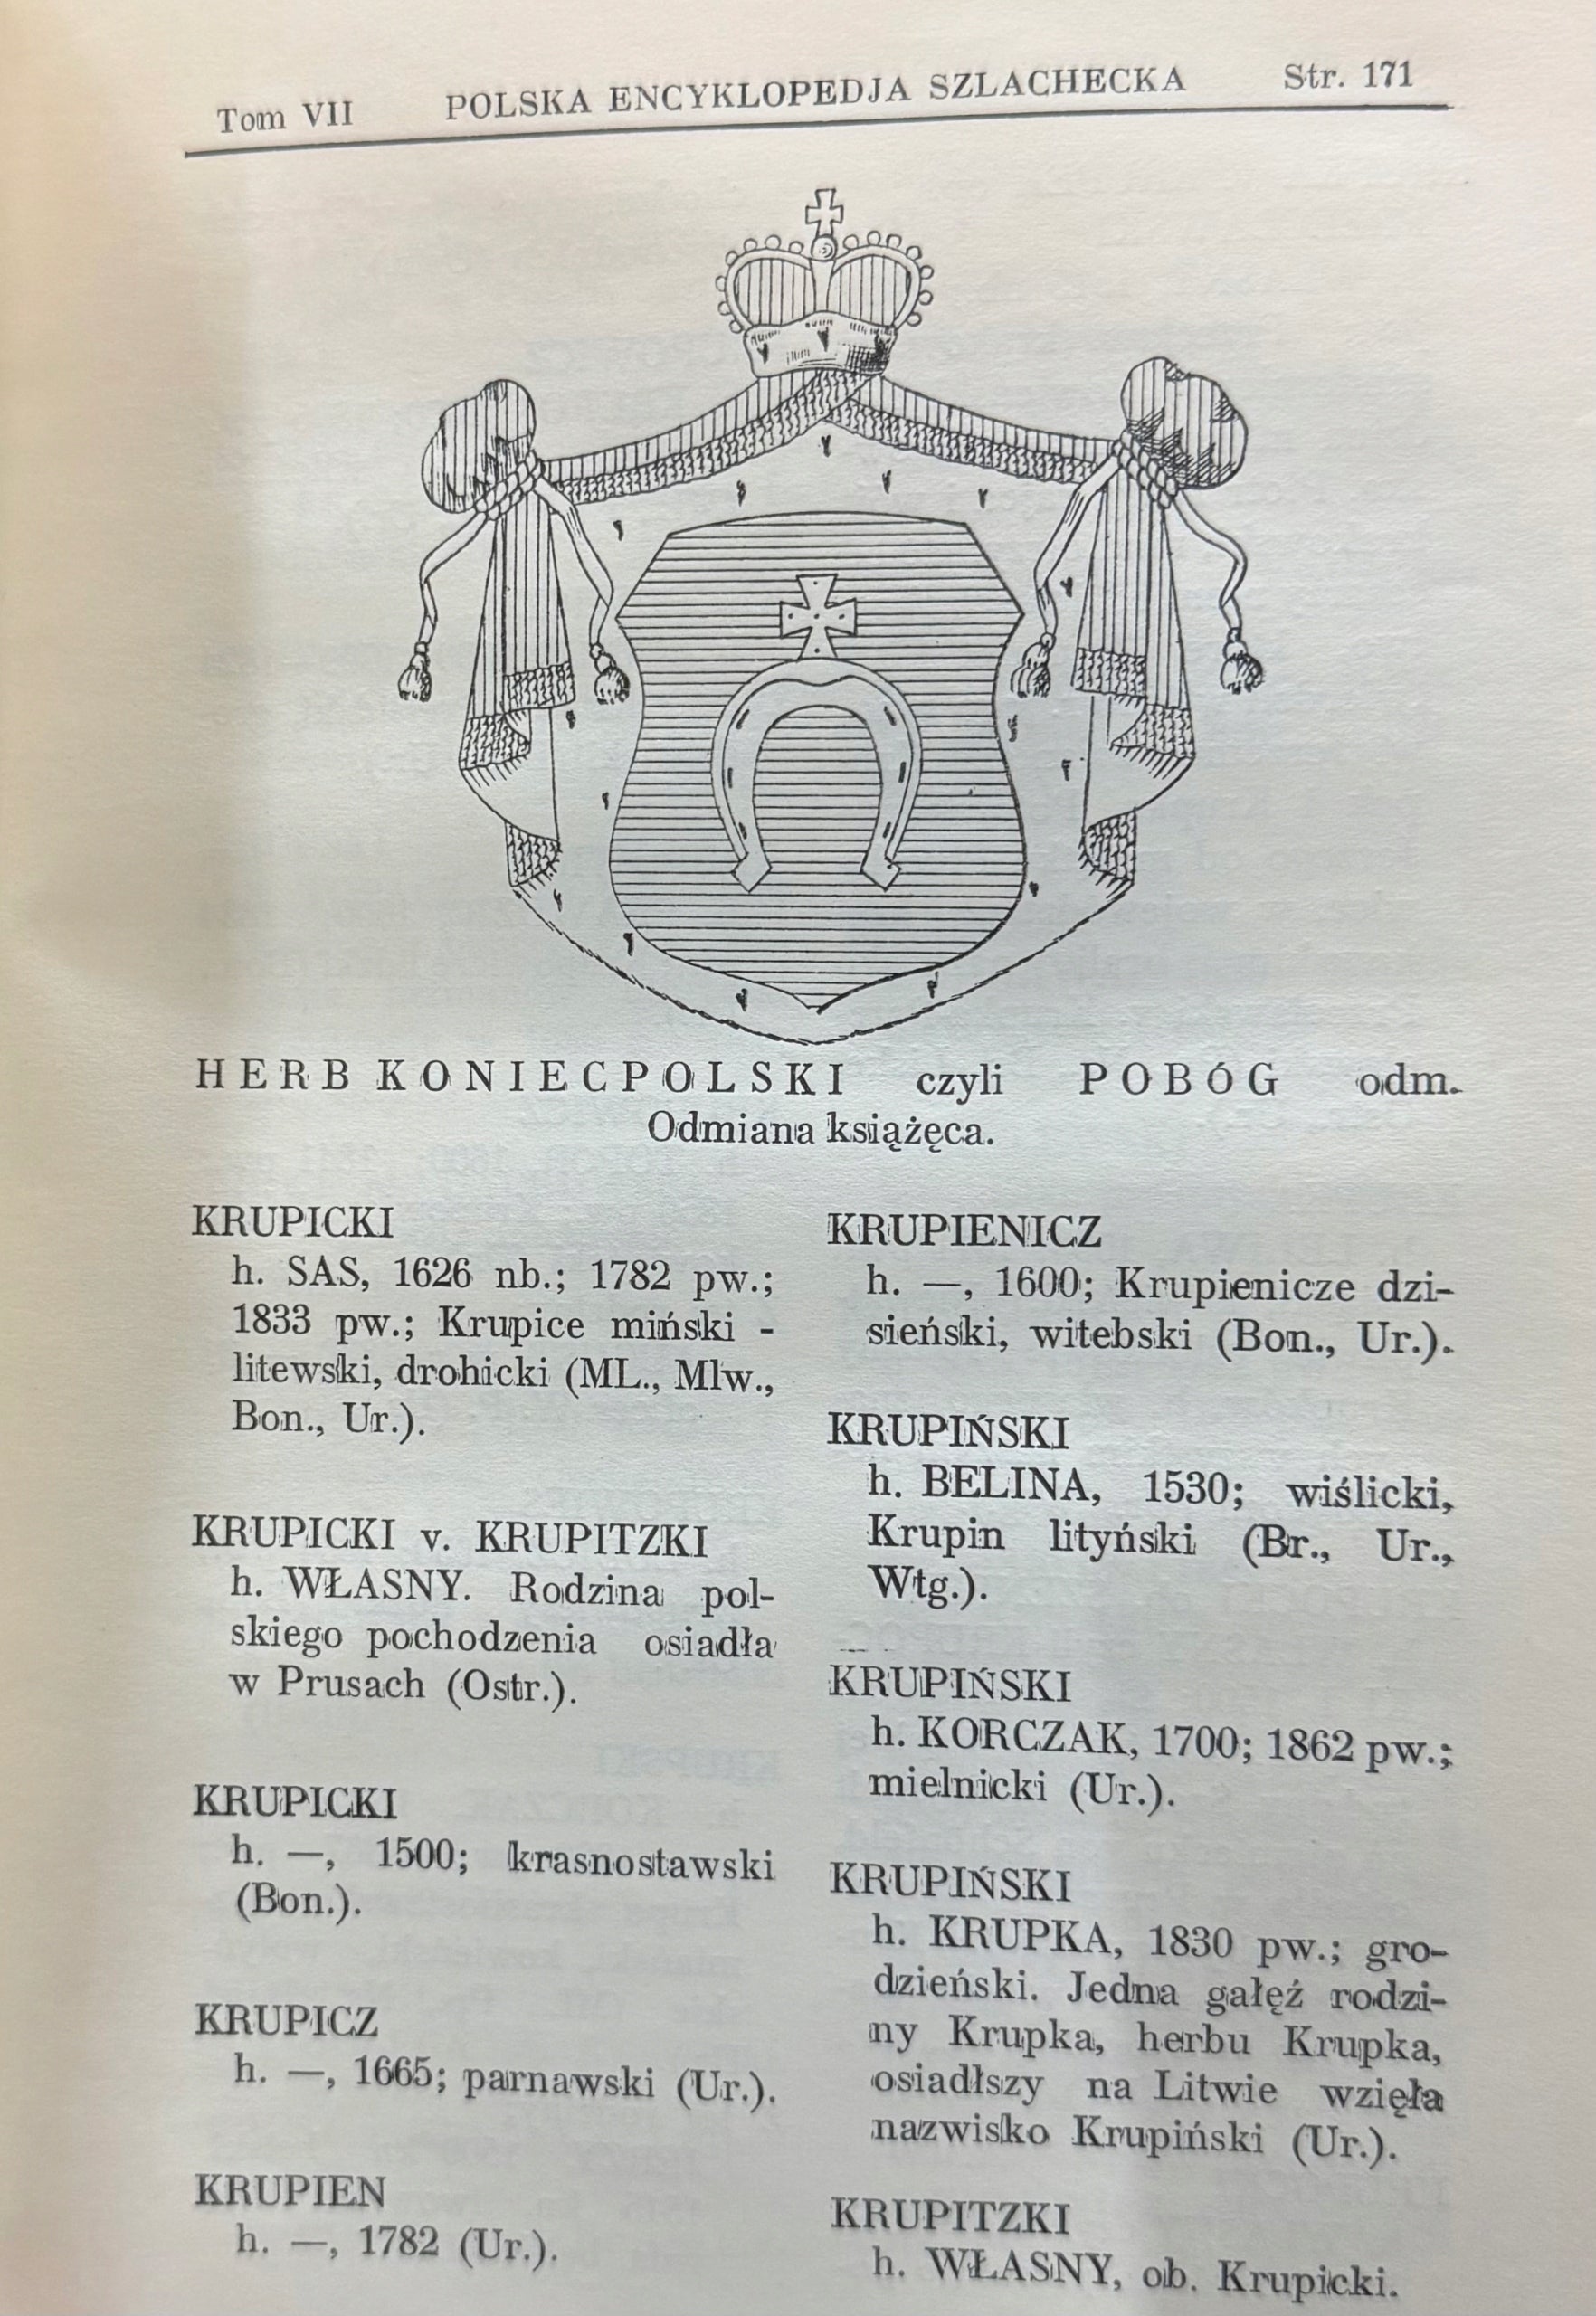 Tom VII POLSKA ENCYKLOPEDJA SZLACHECKA Str. 171
HERB KONIECPOLSKI czyli POBÓG odm.
Odmiana książęca.
KRUPICKI
h. SAS, 1626 nb.; 1782 pw.;
1833 pw.; Krupice miński -
litewski, drohicki (ML., Mlw.,
Bon., Ur.).
KRUPICKI v. KRUPITZKI
h. WŁASNY. Rodzina pol-
skiego pochodzenia osiadła
w Prusach (Ostr.).
KRUPICKI
h. —, 1500; krasnostawski
(Bon.).
KRUPICZ
h. —, 1665; parnawski (Ur.).
KRUPIEN
h. —, 1782 (Ur.).
KRUPIENICZ
h. —, 1600; Krupienicze dzi-
sieński, witebski (Bon., Ur.).
KRUPIŃSKI
h. BELINA, 1530; wiślicki,
Krupin lityński (Br., Ur.,
Wtg.).
KRUPIŃSKI
h. KORCZAK, 1700; 1862 pw.;
mielnicki (Ur.).
KRUPIŃSKI
h. KRUPKA, 1830 pw.; gro-
dzieński. Jedna gałęź rodzi-
ny Krupka, herbu Krupka,
osiadłszy na Litwie wzięła
nazwisko Krupiński (Ur.).
KRUPITZKI
h. WŁASNY, ob. Krupicki.